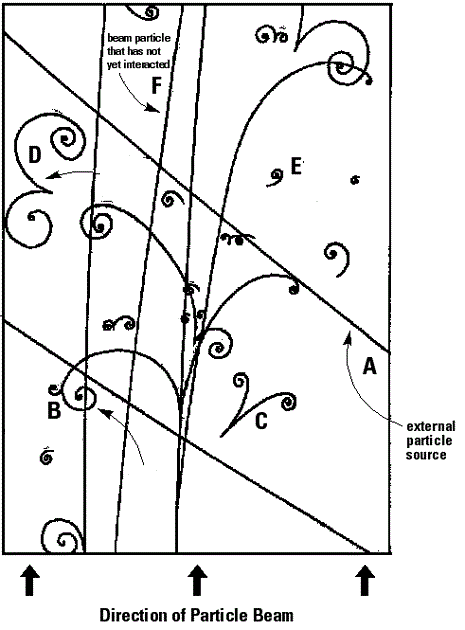 beam particle
that has not
yet interacted
F
D
E
A
B
C
external
particle
source
Direction of Particle Beam